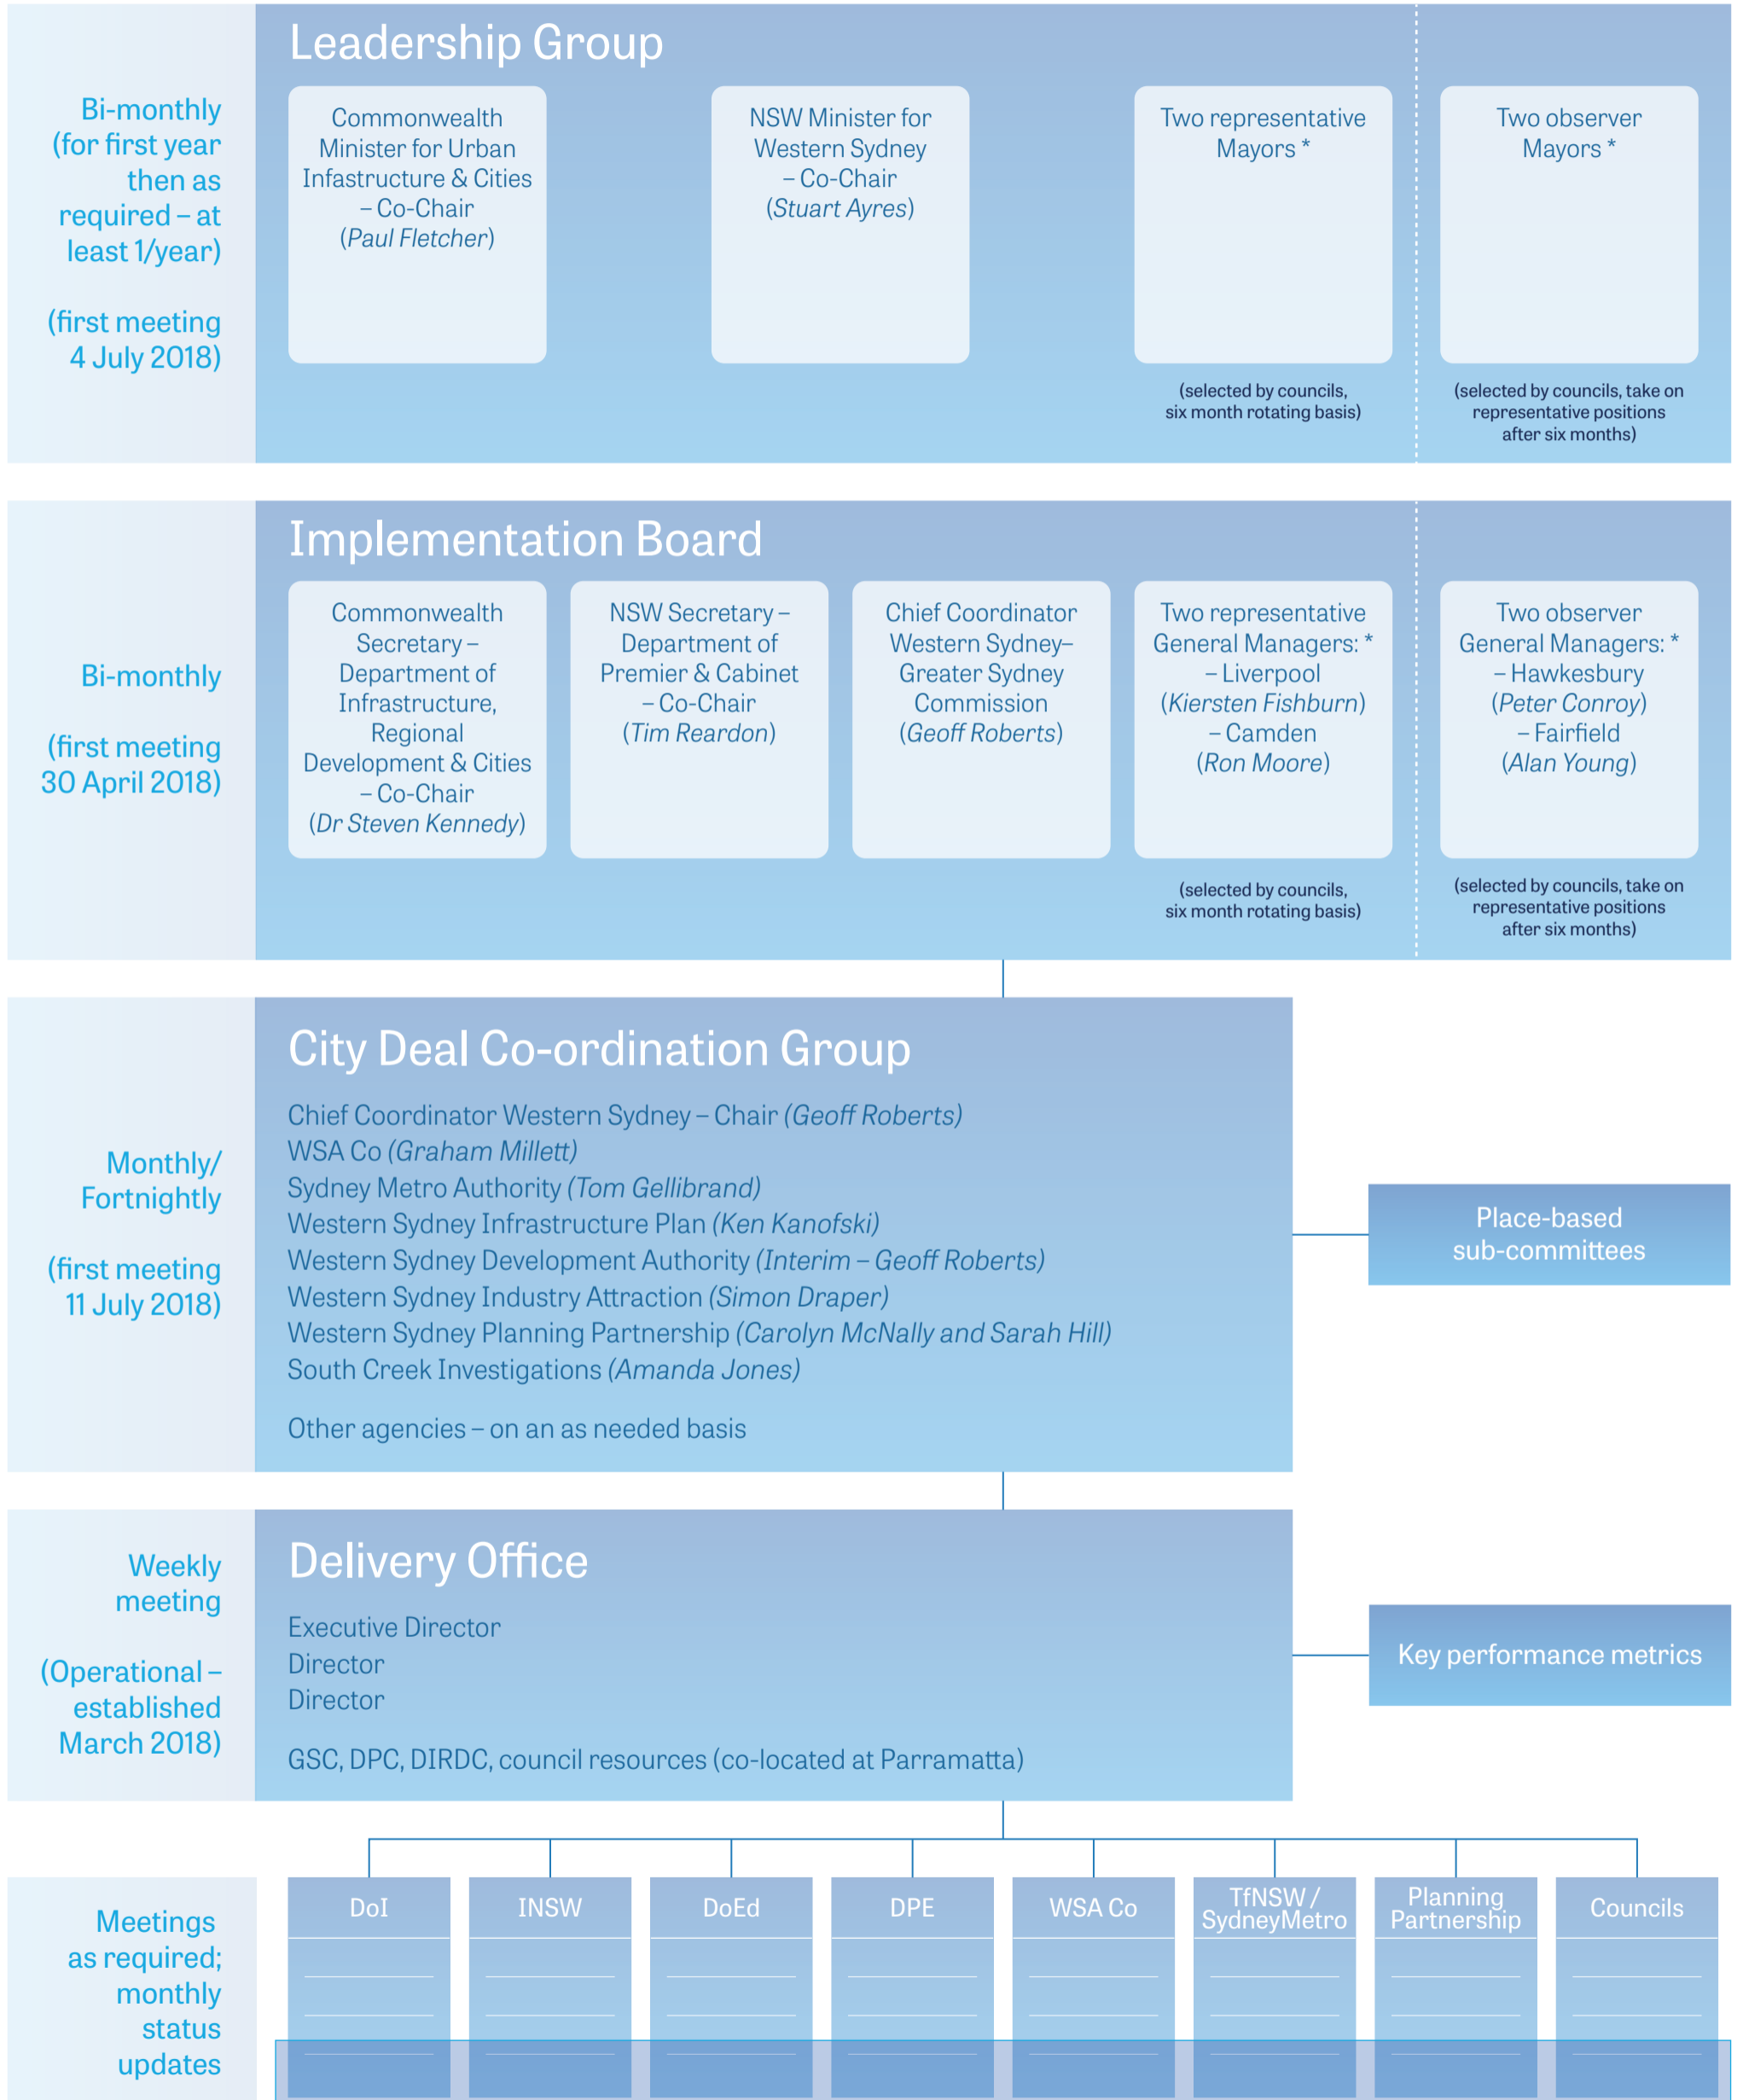 Leadership Group
Bi-monthly
(for first year
then as
required – at
least 1/year)
(first meeting
4 July 2018)
Commonwealth
Minister for Urban
Infastructure & Cities
– Co-Chair
(Paul Fletcher)
NSW Minister for
Western Sydney
– Co-Chair
(Stuart Ayres)
Two representative
Mayors *
(selected by councils,
six month rotating basis)
Two observer
Mayors *
(selected by councils, take on
representative positions
after six months)
Implementation Board
Bi-monthly
(first meeting
30 April 2018)
Commonwealth
Secretary –
Department of
Infrastructure,
Regional
Development & Cities
– Co-Chair
(Dr Steven Kennedy)
NSW Secretary –
Department of
Premier & Cabinet
– Co-Chair
(Tim Reardon)
Chief Coordinator
Western Sydney–
Greater Sydney
Commission
(Geoff Roberts)
Two representative
General Managers: *
– Liverpool
(Kiersten Fishburn)
– Camden
(Ron Moore)
(selected by councils,
six month rotating basis)
Two observer
General Managers: *
– Hawkesbury
(Peter Conroy)
– Fairfield
(Alan Young)
(selected by councils, take on
representative positions
after six months)
City Deal Co-ordination Group
Monthly/
Fortnightly
(first meeting
11 July 2018)
Chief Coordinator Western Sydney – Chair (Geoff Roberts)
WSA Co (Graham Millett)
Sydney Metro Authority (Tom Gellibrand)
Western Sydney Infrastructure Plan (Ken Kanofski)
Western Sydney Development Authority (Interim – Geoff Roberts)
Western Sydney Industry Attraction (Simon Draper)
Western Sydney Planning Partnership (Carolyn McNally and Sarah Hill)
South Creek Investigations (Amanda Jones)
Other agencies – on an as needed basis
Place-based
sub-committees
Delivery Office
Weekly
meeting
(Operational –
established
March 2018)
Executive Director
Director
Director
GSC, DPC, DIRDC, council resources (co-located at Parramatta)
Key performance metrics
Meetings
as required;
monthly
status
updates
DoI
INSW
DoEd
DPE
WSA Co
TfNSW /
SydneyMetro
Planning
Partnership
Councils